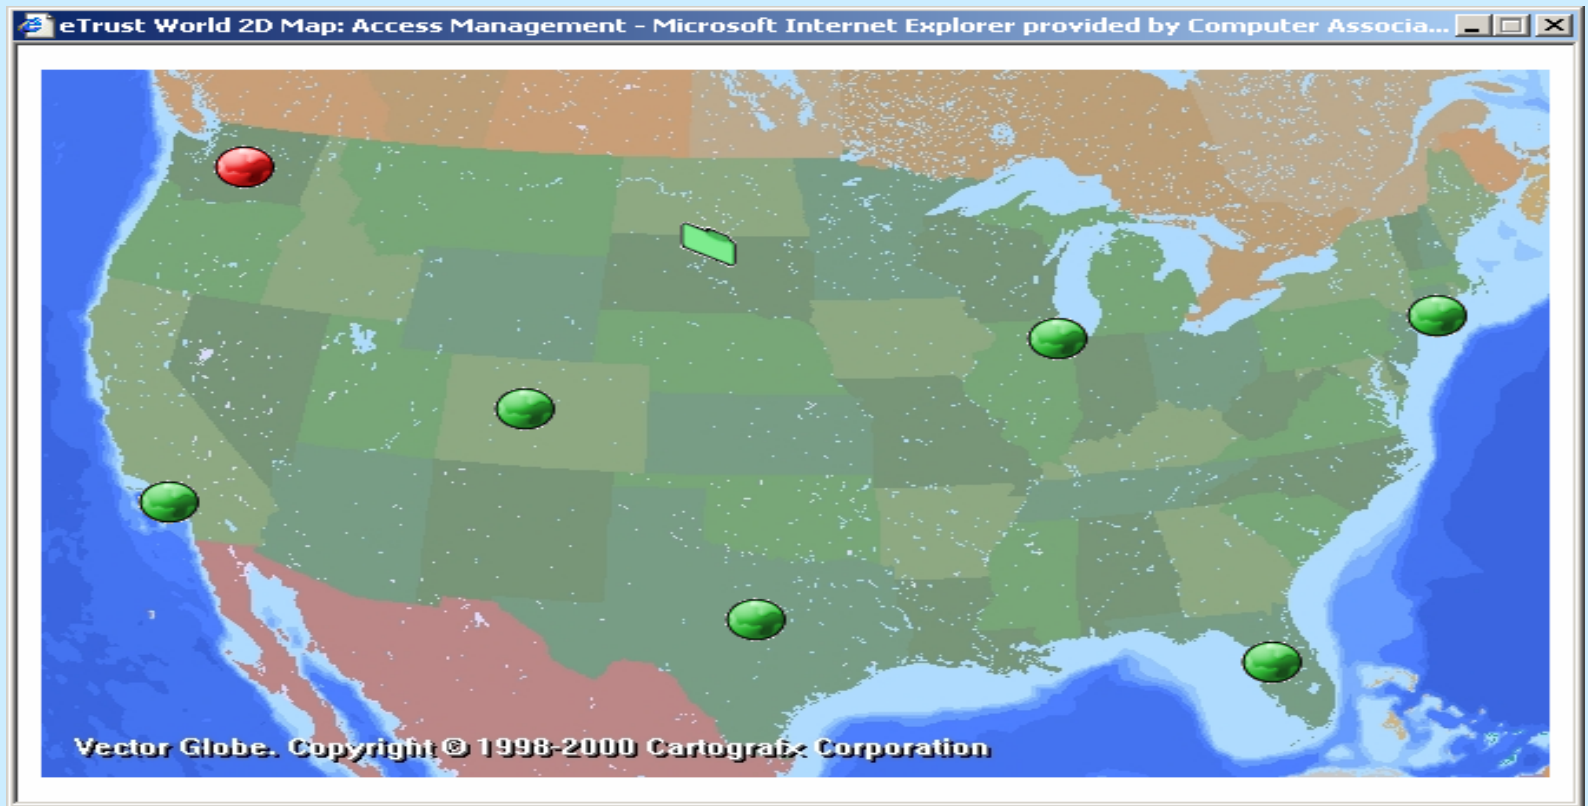 eTrust World 2D Map: Access Management - Microsoft Internet Explorer provided by Computer Associa...
Vector Globe. Copyright © 1998-2000 Cartografx Corporation